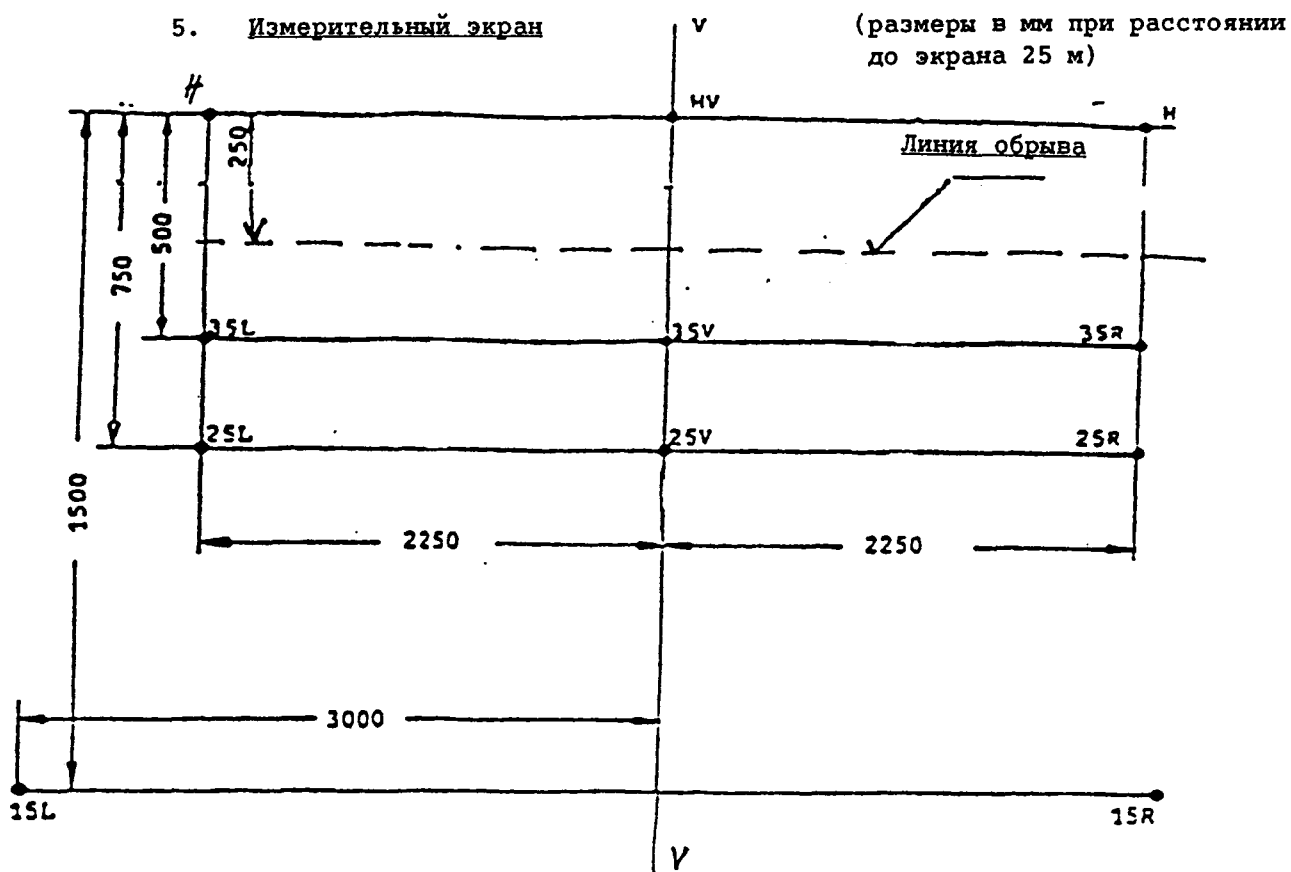 5. Измерительный экран
(размеры в мм при расстоянии
до экрана 25 м)
V
H
HV
H
Линия обрыва
250
500
750
1500
35L
35V
35R
25L
25V
25R
2250
2250
3000
15L
15R
V